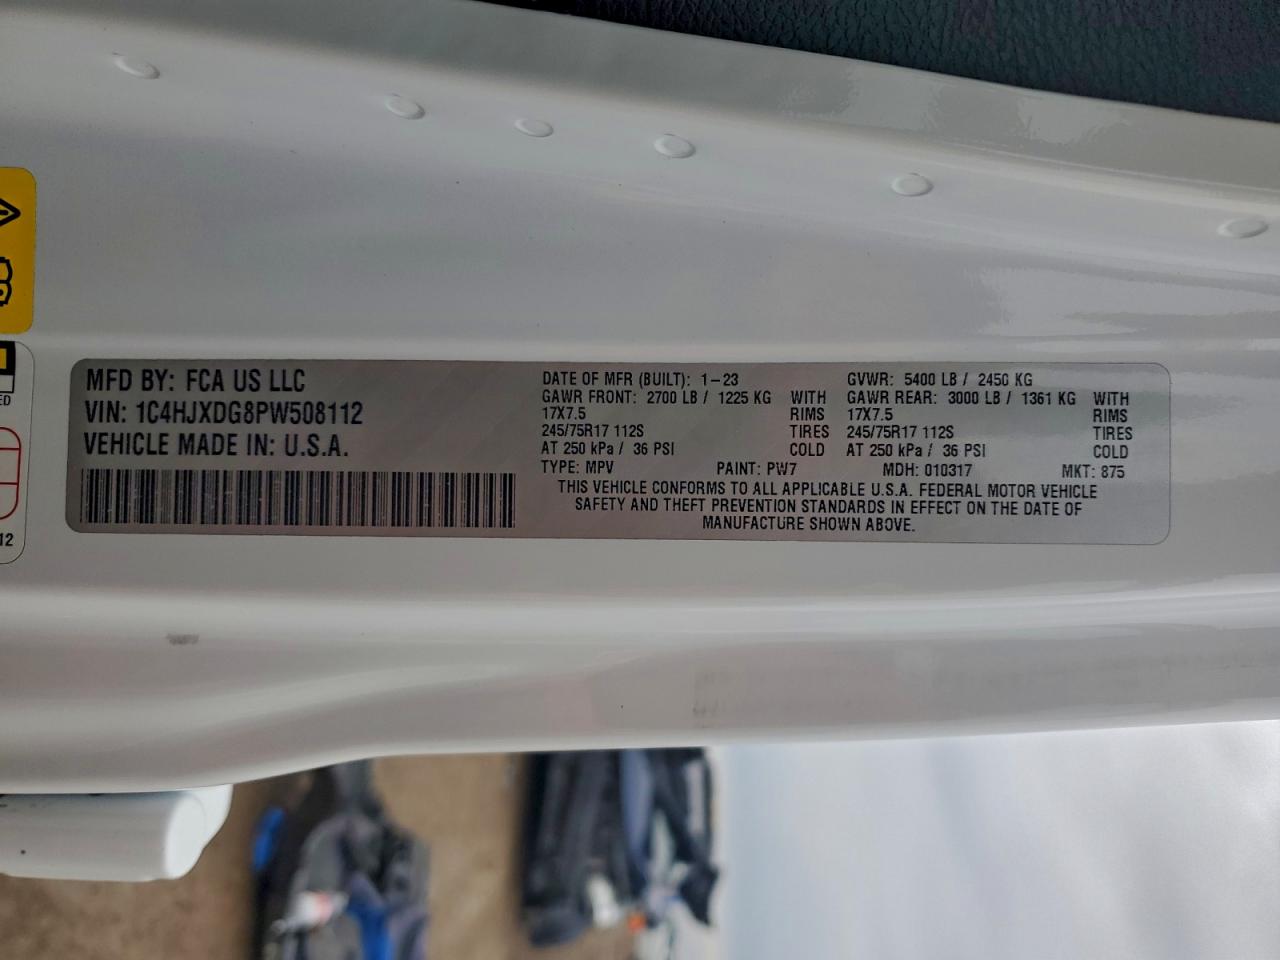 MFD BY: FCA US LLC
VIN: 1C4HJXDG8PW508112
VEHICLE MADE IN: U.S.A.
DATE OF MFR (BUILT): 1-23
GAWR FRONT: 2700 LB / 1225 KG WITH
17X7.5 RIMS
245/75R17 112S TIRES
AT 250 kPa / 36 PSI COLD
GVWR: 5400 LB / 2450 KG
GAWR REAR: 3000 LB / 1361 KG WITH
17X7.5 RIMS
245/75R17 112S TIRES
AT 250 kPa / 36 PSI COLD
TYPE: MPV PAINT: PW7 MDH: 010317 MKT: 875
THIS VEHICLE CONFORMS TO ALL APPLICABLE U.S.A. FEDERAL MOTOR VEHICLE
SAFETY AND THEFT PREVENTION STANDARDS IN EFFECT ON THE DATE OF
MANUFACTURE SHOWN ABOVE.